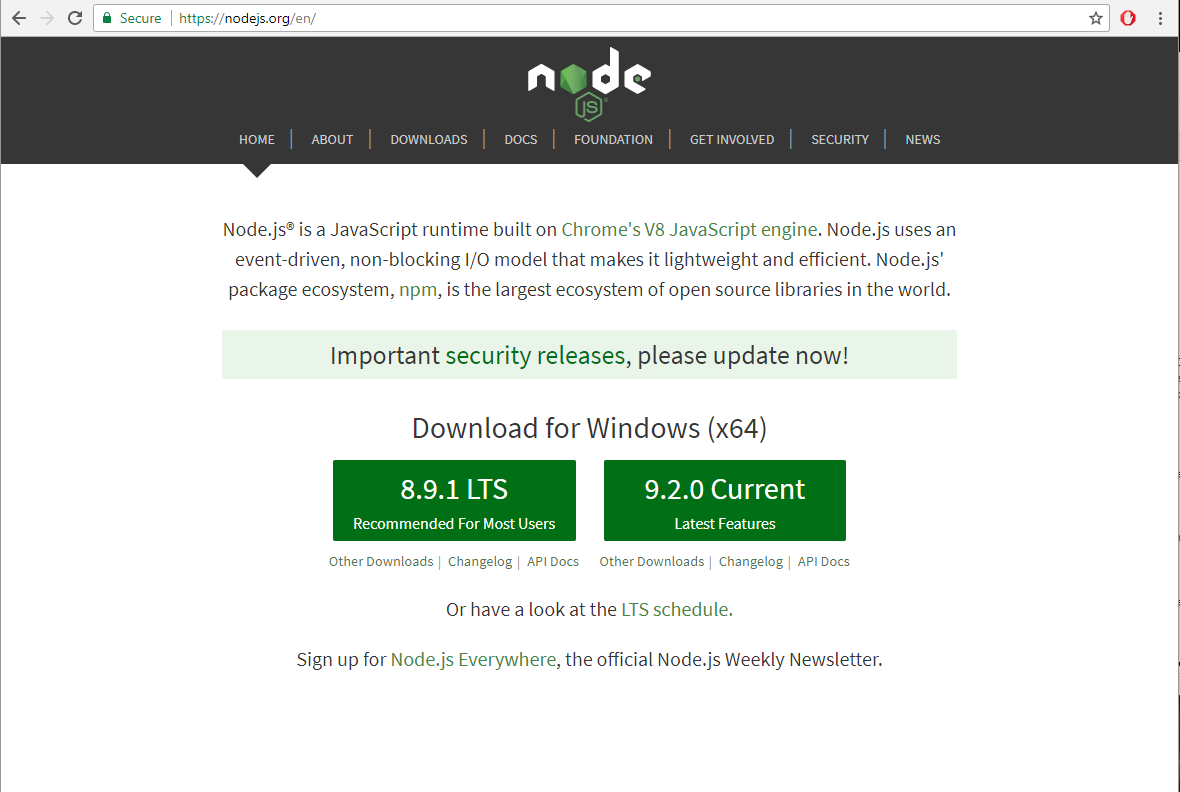 Secure | https://nodejs.org/en/
node
JS®
HOME | ABOUT | DOWNLOADS | DOCS | FOUNDATION | GET INVOLVED | SECURITY | NEWS
Node.js® is a JavaScript runtime built on Chrome's V8 JavaScript engine. Node.js uses an
event-driven, non-blocking I/O model that makes it lightweight and efficient. Node.js'
package ecosystem, npm, is the largest ecosystem of open source libraries in the world.
Important security releases, please update now!
Download for Windows (x64)
8.9.1 LTS
Recommended For Most Users
9.2.0 Current
Latest Features
Other Downloads | Changelog | API Docs
Other Downloads | Changelog | API Docs
Or have a look at the LTS schedule.
Sign up for Node.js Everywhere, the official Node.js Weekly Newsletter.